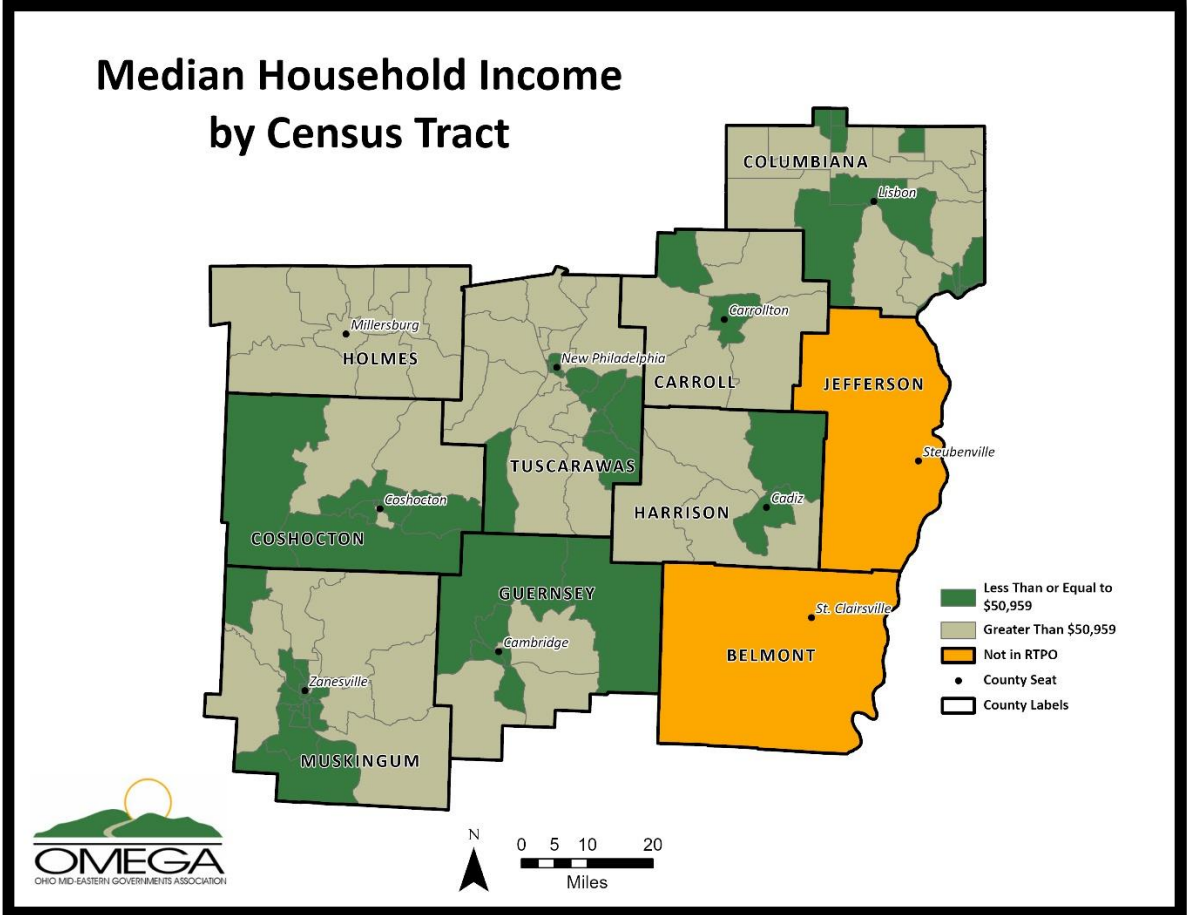 Median Household Income
by Census Tract
COLUMBIANA
Lisbon
Carrollton
Millersburg
HOLMES
New Philadelphia
CARROLL
JEFFERSON
Steubenville
TUSCARAWAS
Coshocton
Cadiz
HARRISON
COSHOCTON
GUERNSEY
Less Than or Equal to
$50,959
St. Clairsville
Greater Than $50,959
Cambridge
BELMONT
Not in RTPO
Zanesville
County Seat
County Labels
MUSKINGUM
OMEGA
OHIO MID-EASTERN GOVERNMENTS ASSOCIATION
N
0 5 10 20
Miles